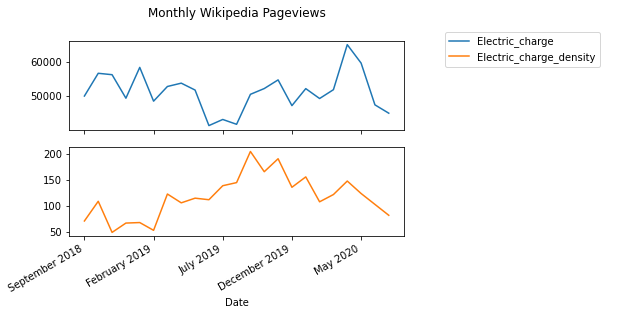 Monthly Wikipedia Pageviews
Electric_charge
Electric_charge_density
60000
50000
200
150
100
50
September 2018
February 2019
July 2019
December 2019
May 2020
Date